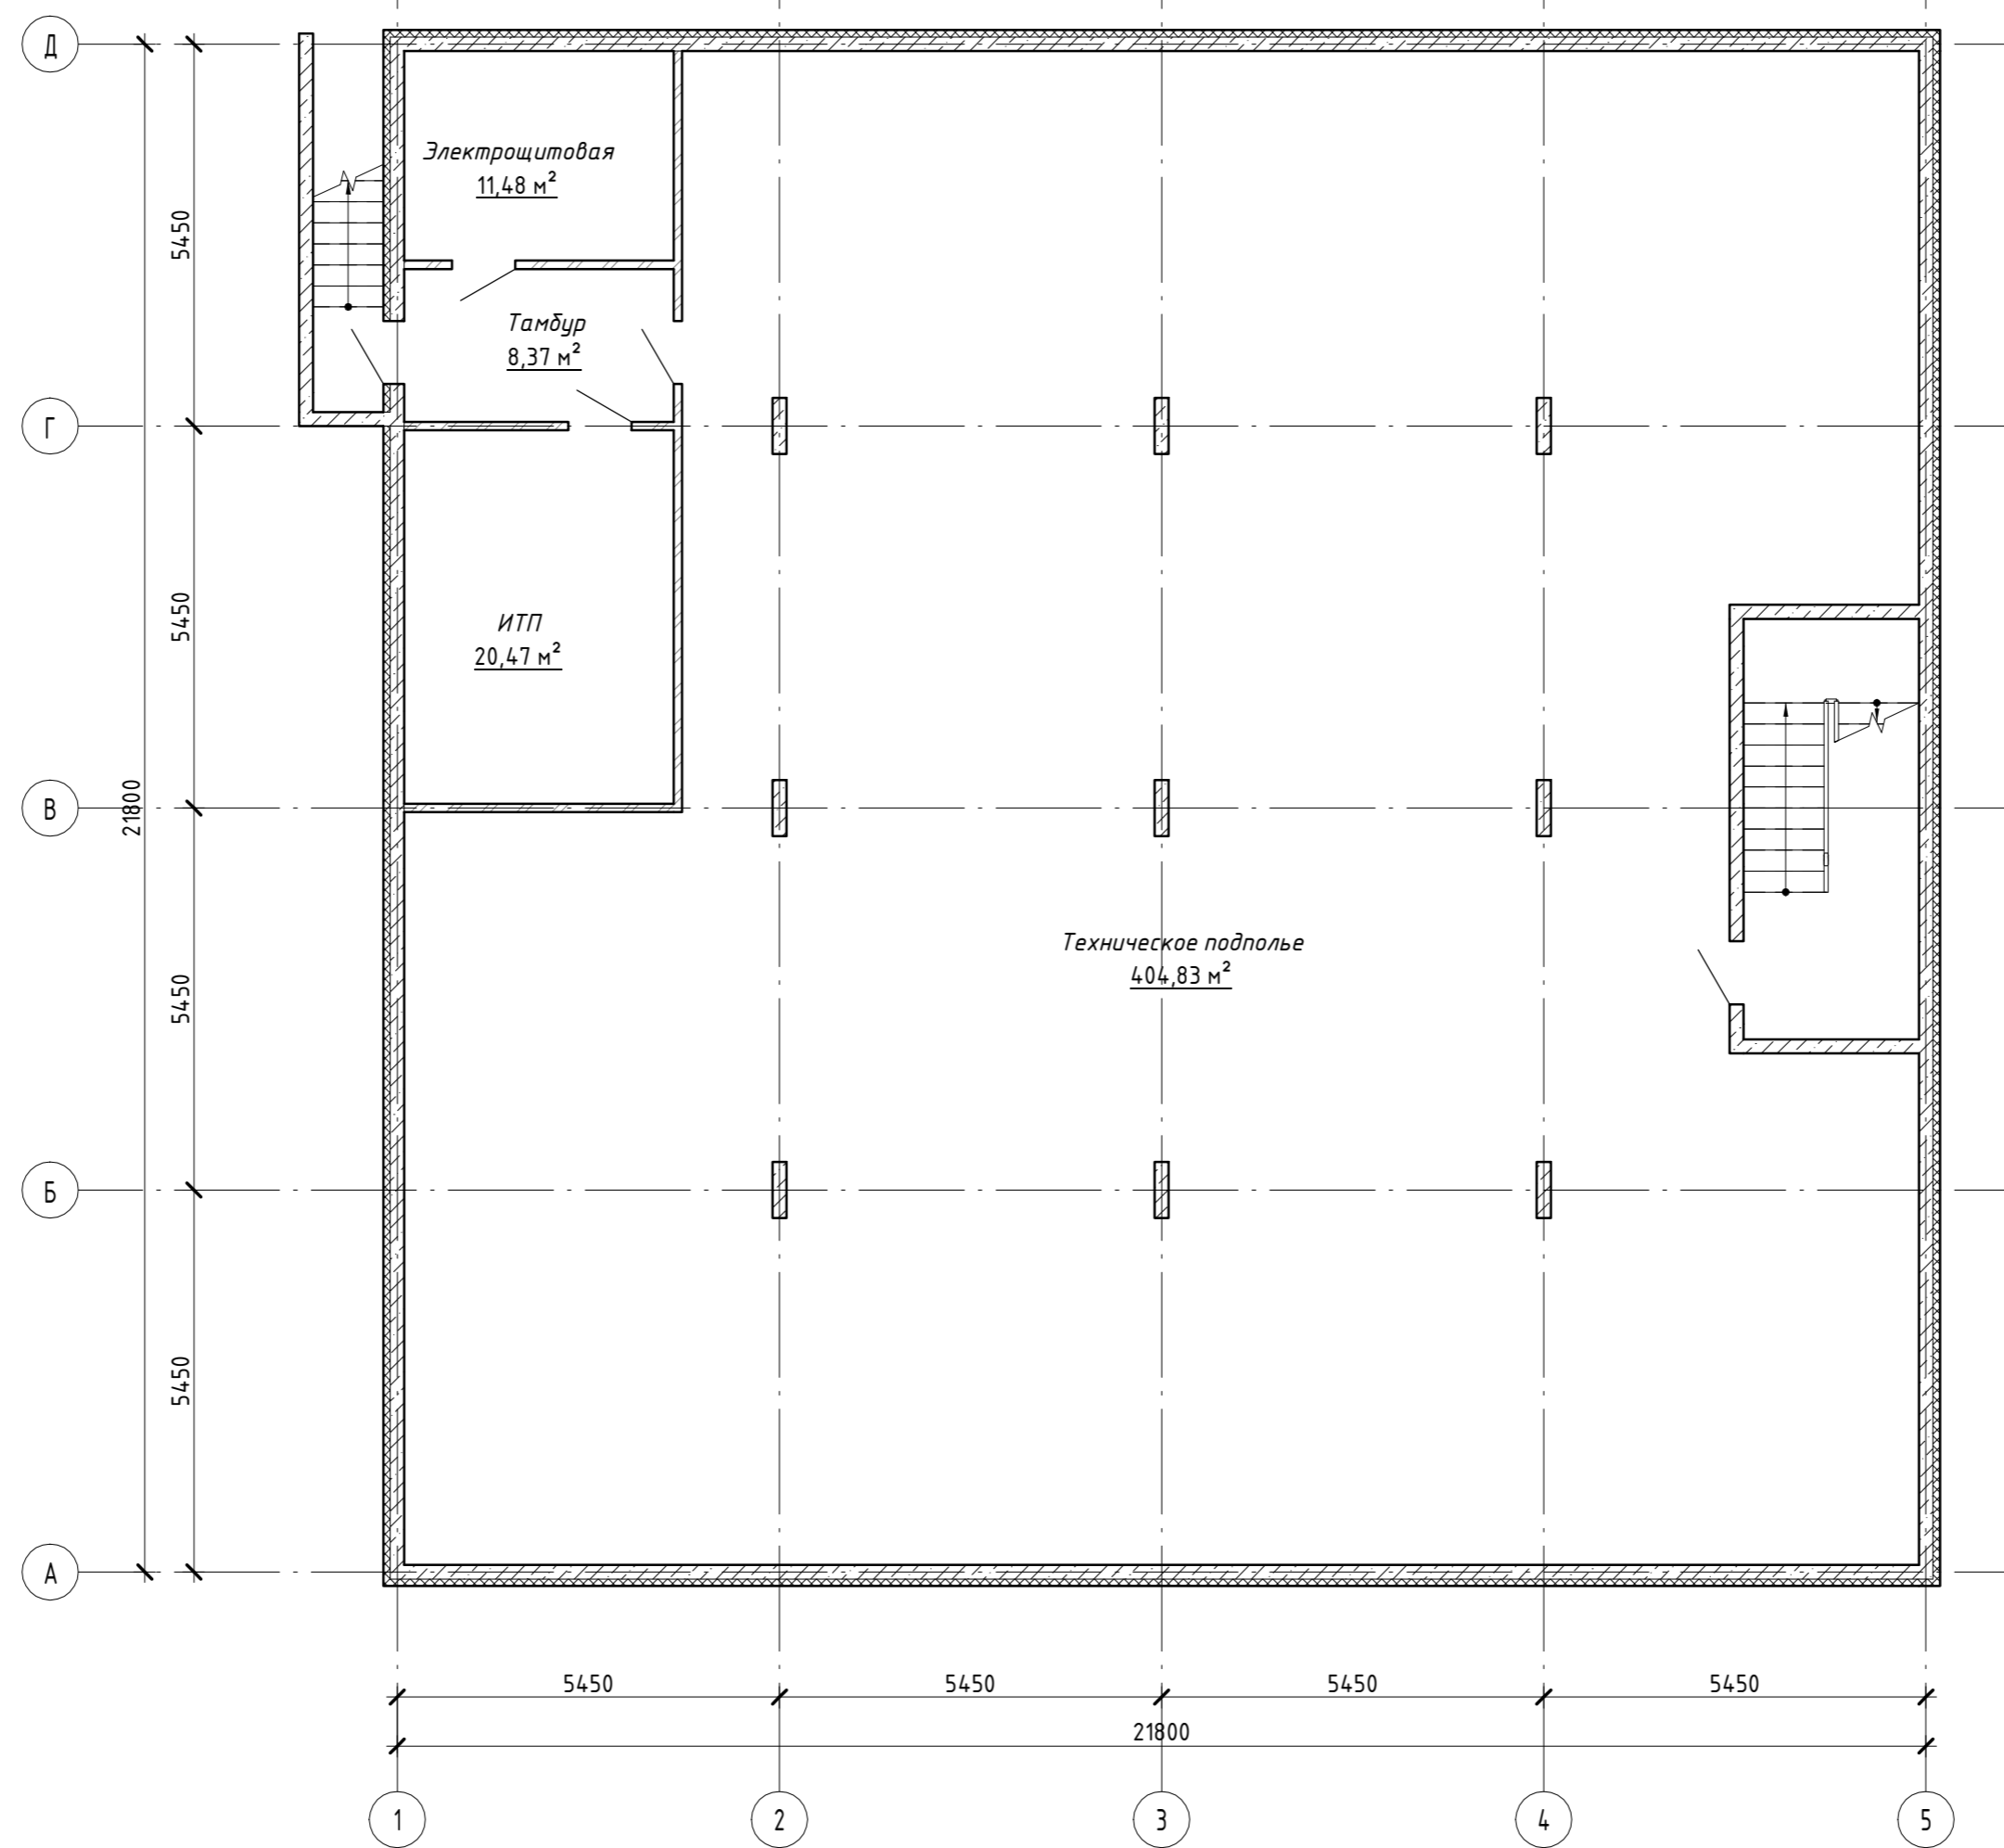 Д
Электрощитовая
11,48 м²
5450
Тамбур
8,37 м²
Г
5450
ИТП
20,47 м²
В
21800
Техническое подполье
404,83 м²
5450
Б
5450
А
5450
5450
5450
5450
21800
1
2
3
4
5